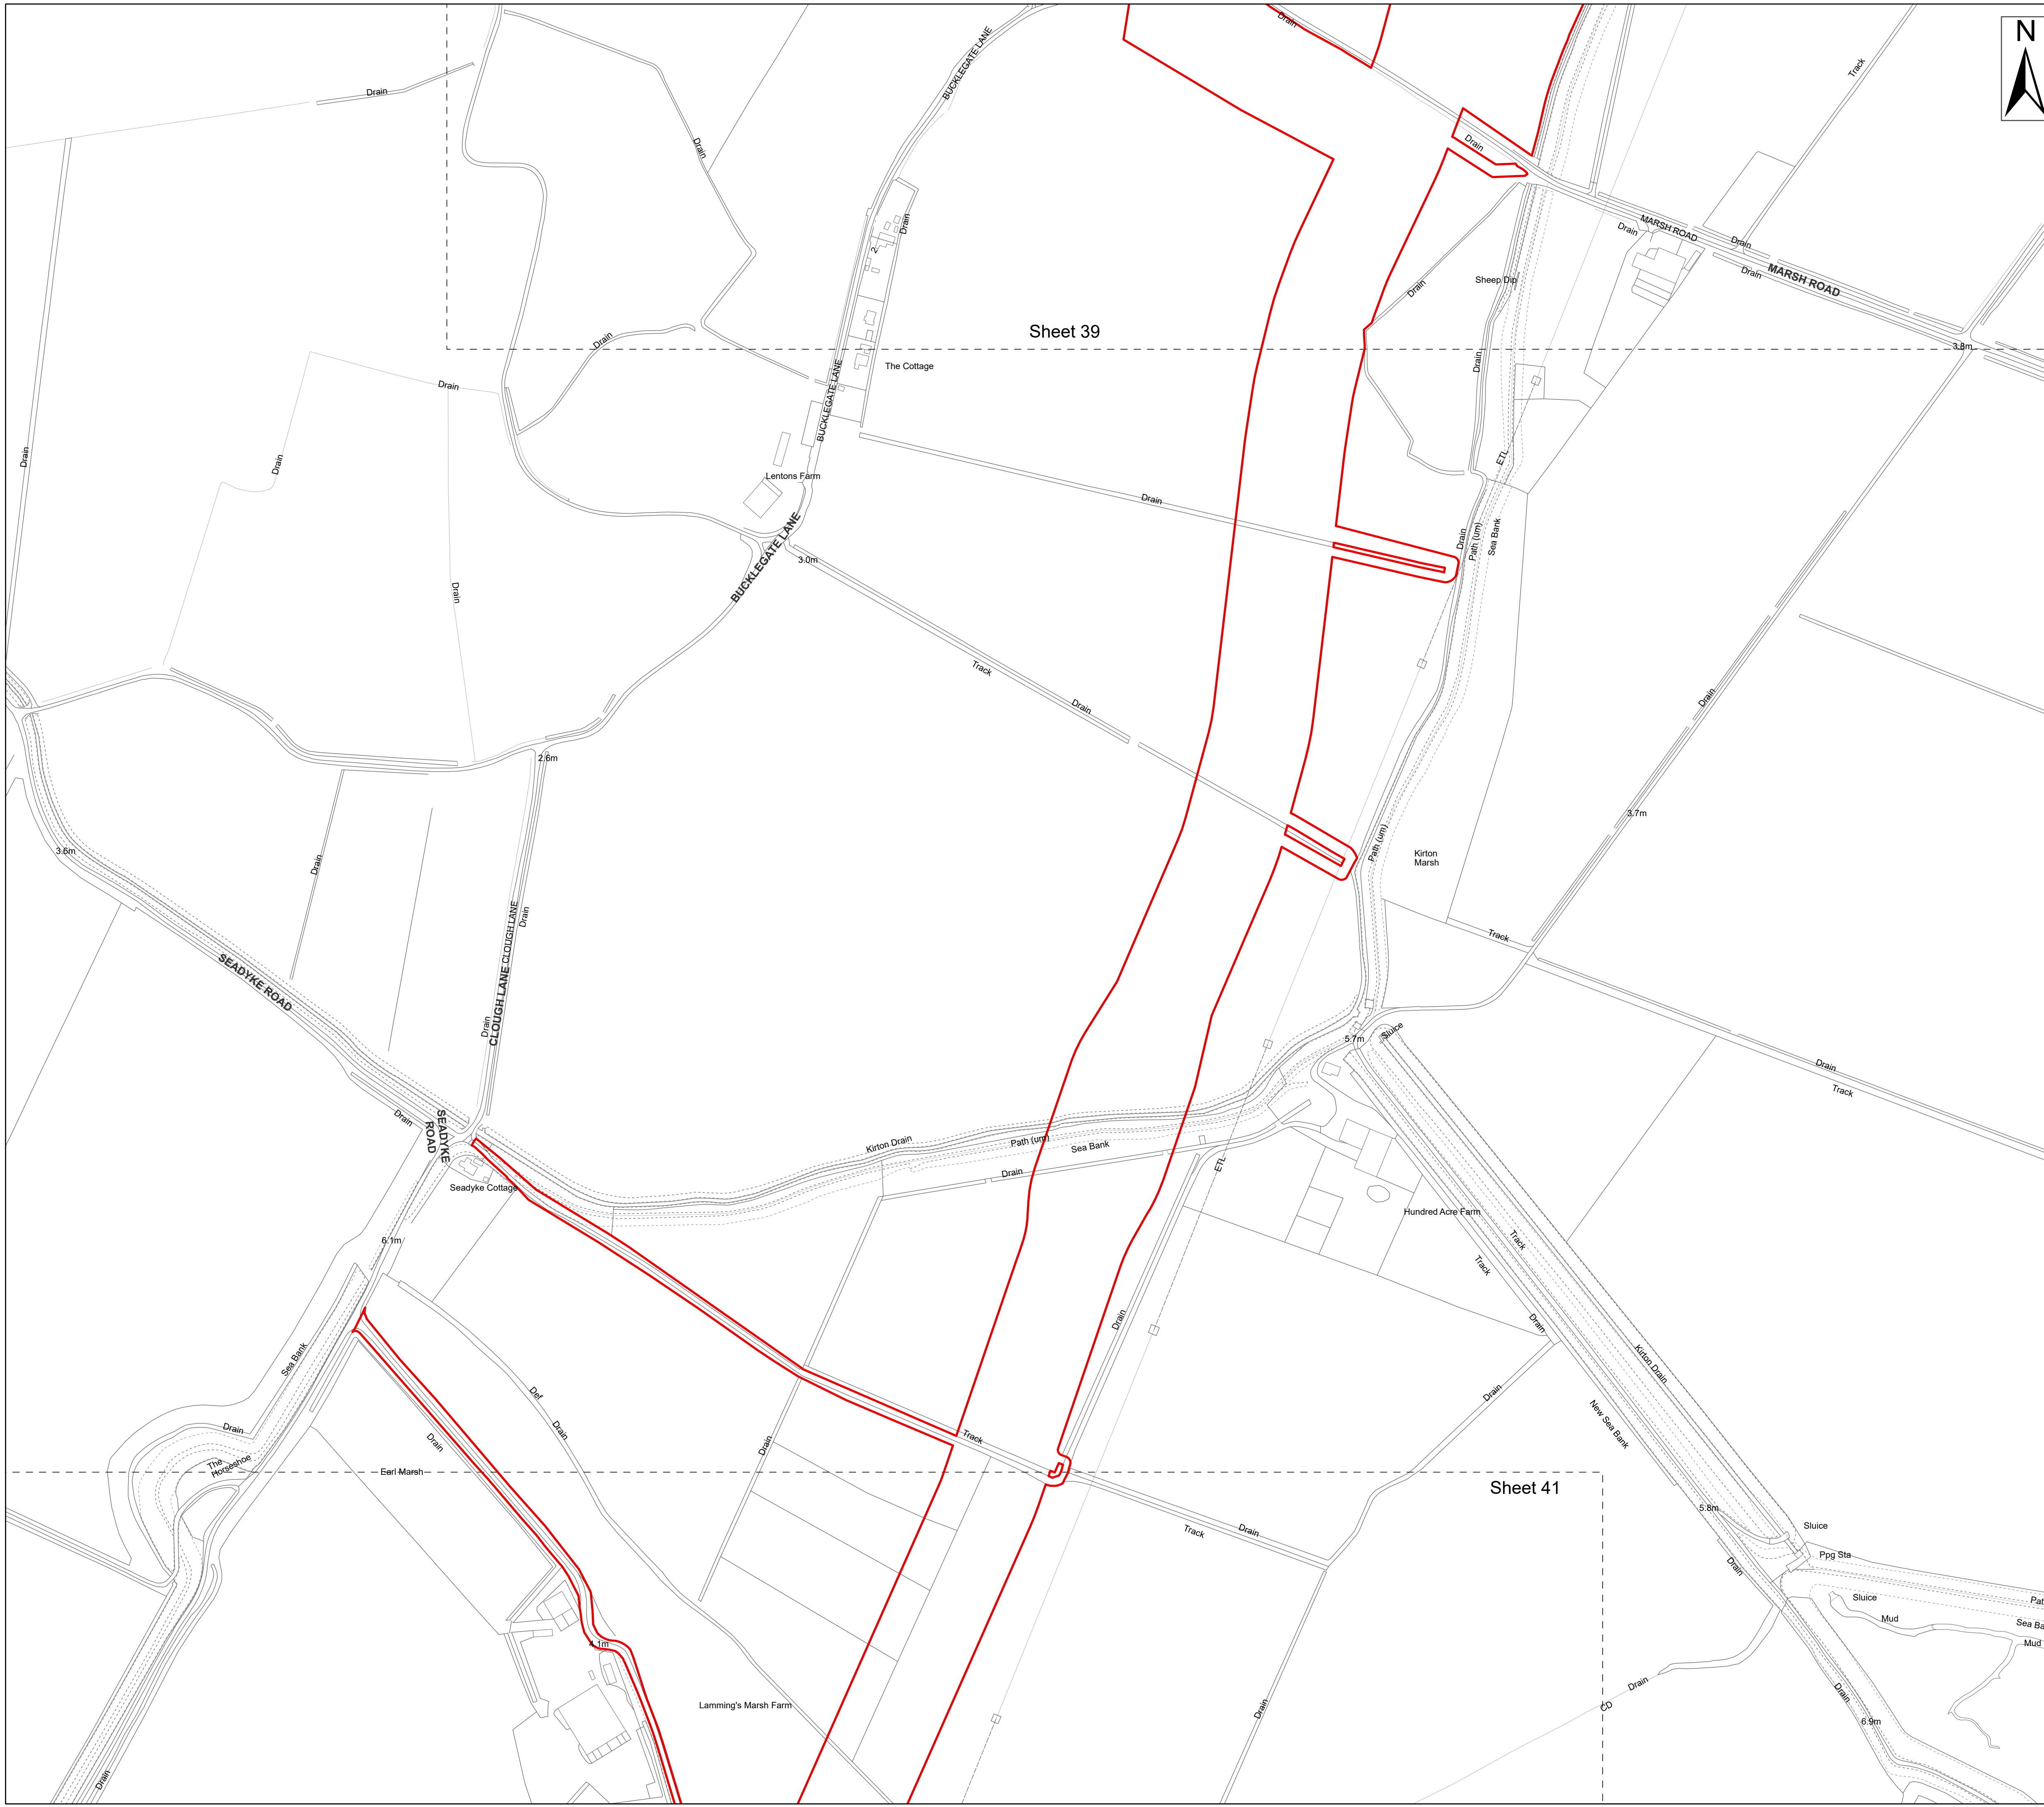 Drain
BUCKLEGATE LANE
N
Track
Drain
Drain
Drain
Drain
2
MARSH ROAD
Drain
Drain
MARSH ROAD
Drain
Sheep Dip
Drain
Sheet 39
Drain
3.8m
The Cottage
Drain
Drain
BUCKLEGATE LANE
Drain
Drain
ETL
Lentons Farm
Drain
BUCKLEGATE LANE
3.0m
Drain
Path (um)
Sea Bank
Drain
Track
Drain
Drain
2.6m
3.7m
3.6m
Drain
Path (um)
Kirton
Marsh
CLOUGH LANE
Drain
Track
SEADYKE ROAD
CLOUGH LANE
Drain
Sluice
5.7m
Drain
Track
Drain
SEADYKE
ROAD
Kirton Drain
Path (um)
Sea Bank
Drain
ETL
Seadyke Cottage
Hundred Acre Farm
6.1m
Track
Track
Drain
Drain
Sea Bank
Kirton Drain
Def
Drain
Drain
New Sea Bank
Drain
Drain
Drain
Track
The
Horseshoe
Earl Marsh
Sheet 41
5.8m
Track
Drain
Sluice
Ppg Sta
Drain
Sluice
Pat
Mud
Sea Ba
Mud
4.1m
Drain
CD
Lamming's Marsh Farm
Drain
Drain
6.9m
Drain